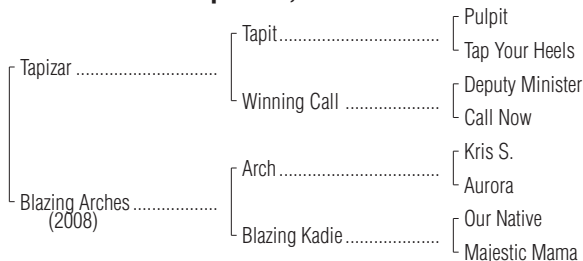 Pulpit
Tapit
Tap Your Heels
Tapizar
Deputy Minister
Winning Call
Call Now
Kris S.
Arch
Aurora
Blazing Arches
(2008)
Our Native
Blazing Kadie
Majestic Mama